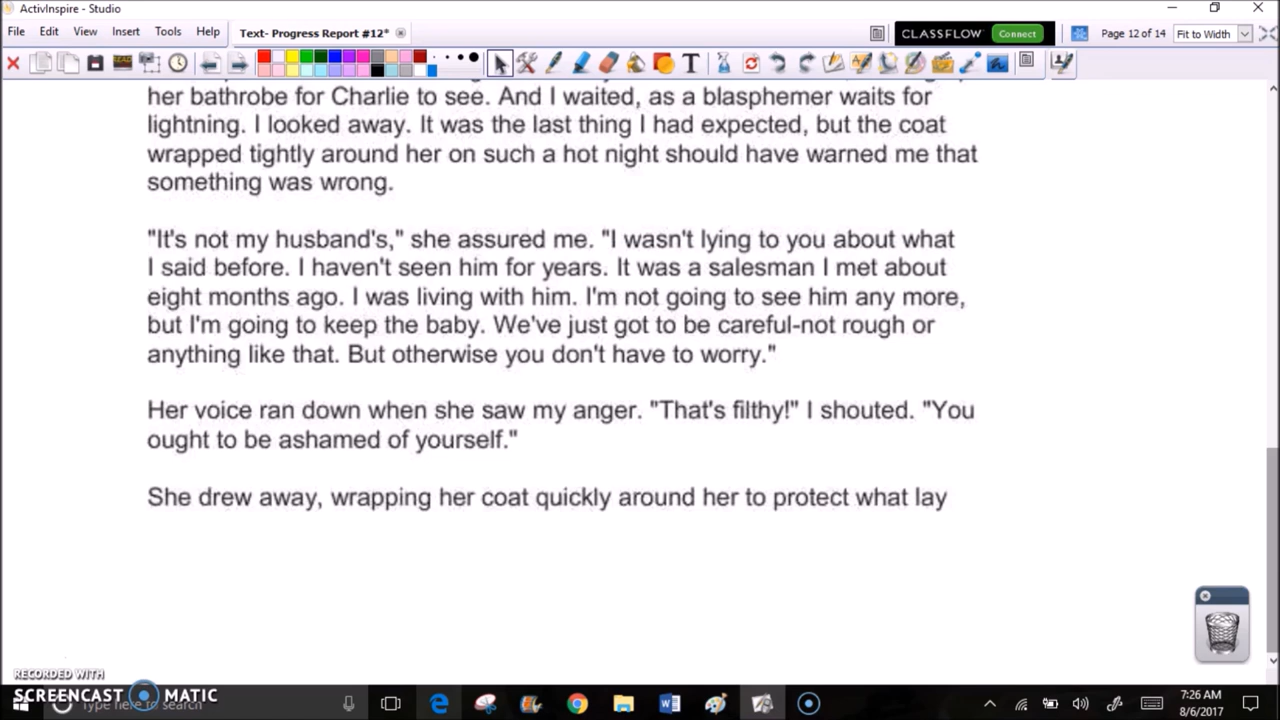 ActivInspire - Studio
File Edit View Insert Tools Help Text- Progress Report #12* CLASSFLOW Connect Page 12 of 14 Fit to Width
her bathrobe for Charlie to see. And I waited, as a blasphemer waits for
lightning. I looked away. It was the last thing I had expected, but the coat
wrapped tightly around her on such a hot night should have warned me that
something was wrong.
"It's not my husband's," she assured me. "I wasn't lying to you about what
I said before. I haven't seen him for years. It was a salesman I met about
eight months ago. I was living with him. I'm not going to see him any more,
but I'm going to keep the baby. We've just got to be careful-not rough or
anything like that. But otherwise you don't have to worry."
Her voice ran down when she saw my anger. "That's filthy!" I shouted. "You
ought to be ashamed of yourself."
She drew away, wrapping her coat quickly around her to protect what lay
RECORDED WITH
SCREENCAST MATIC
Type here to search
7:26 AM
8/6/2017